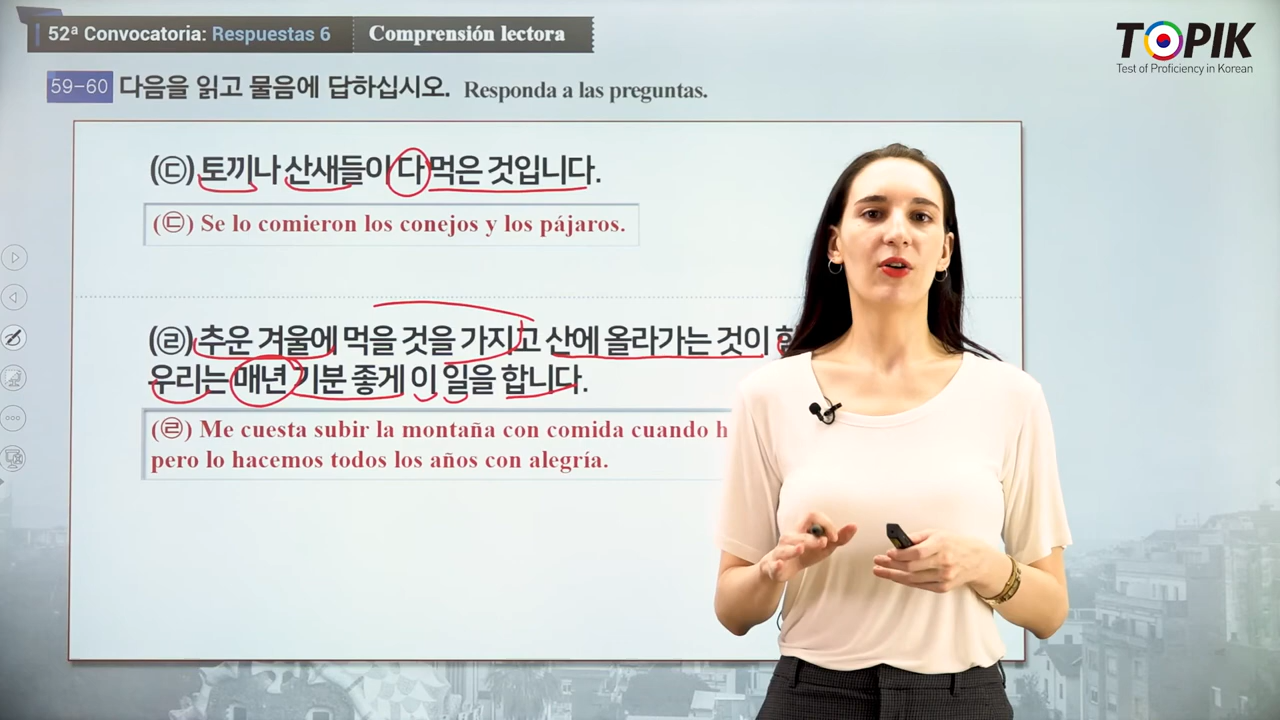 52ª Convocatoria: Respuestas 6 Comprensión lectora
TOPIK
Test of Proficiency in Korean
59-60 다음을 읽고 물음에 답하십시오. Responda a las preguntas.
(㉢) 토끼나 산새들이 다 먹은 것입니다.
(㉢) Se lo comieron los conejos y los pájaros.
(㉣) 추운 겨울에 먹을 것을 가지고 산에 올라가는 것이
우리는 매년 기분 좋게 이 일을 합니다.
(㉣) Me cuesta subir la montaña con comida cuando h
pero lo hacemos todos los años con alegría.